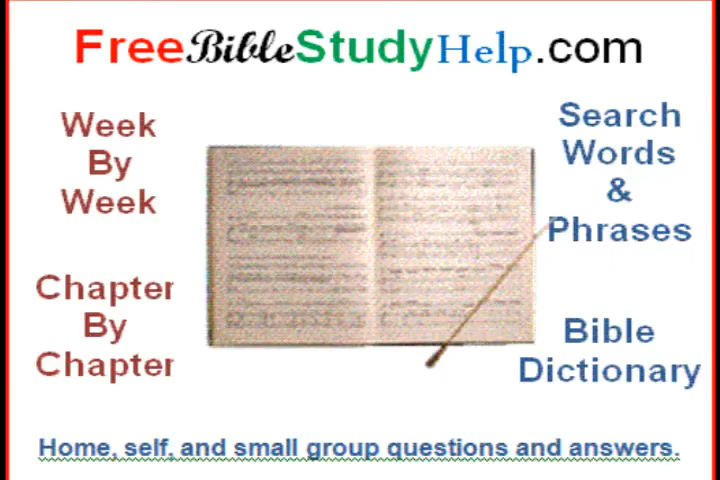 FreeBibleStudyHelp.com
Week
By
Week
Chapter
By
Chapter
Search
Words
&
Phrases
Bible
Dictionary
Home, self, and small group questions and answers.